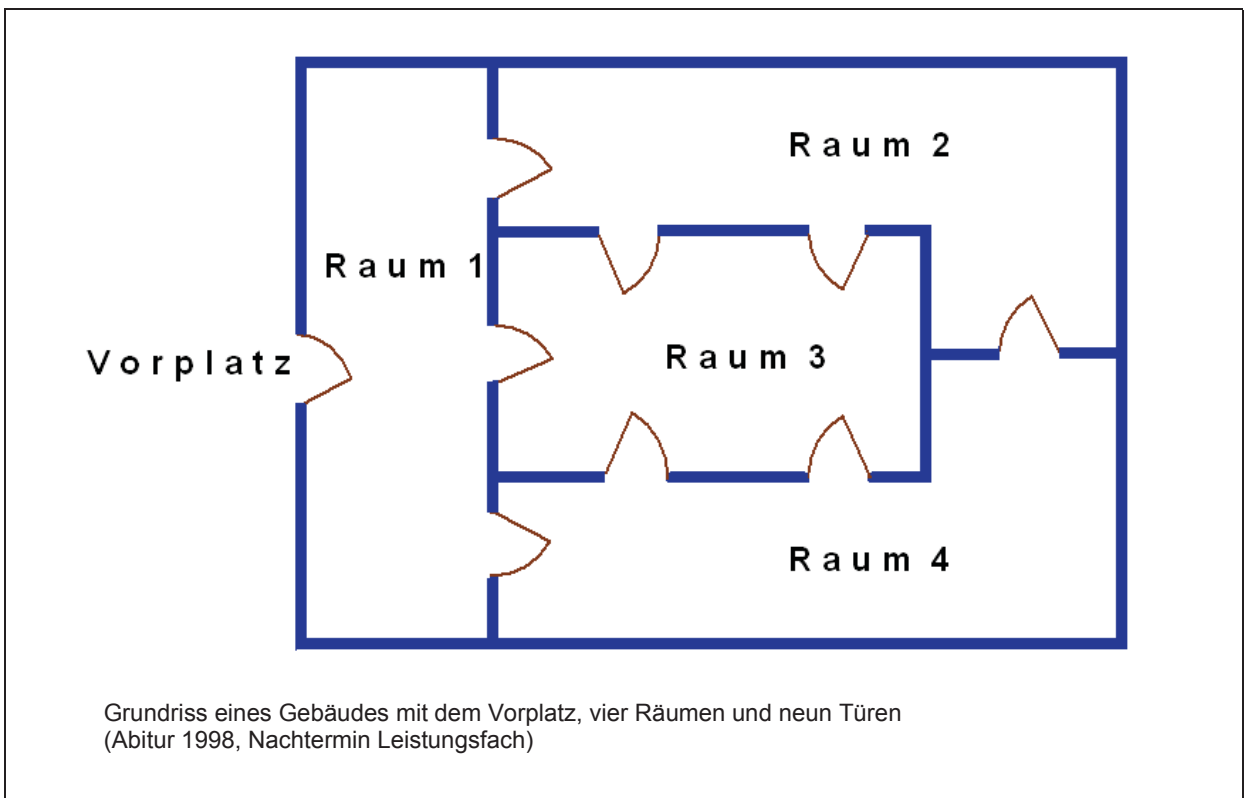 Raum 2
Raum 1
Vorplatz
Raum 3
Raum 4
Grundriss eines Gebäudes mit dem Vorplatz, vier Räumen und neun Türen
(Abitur 1998, Nachtermin Leistungsfach)